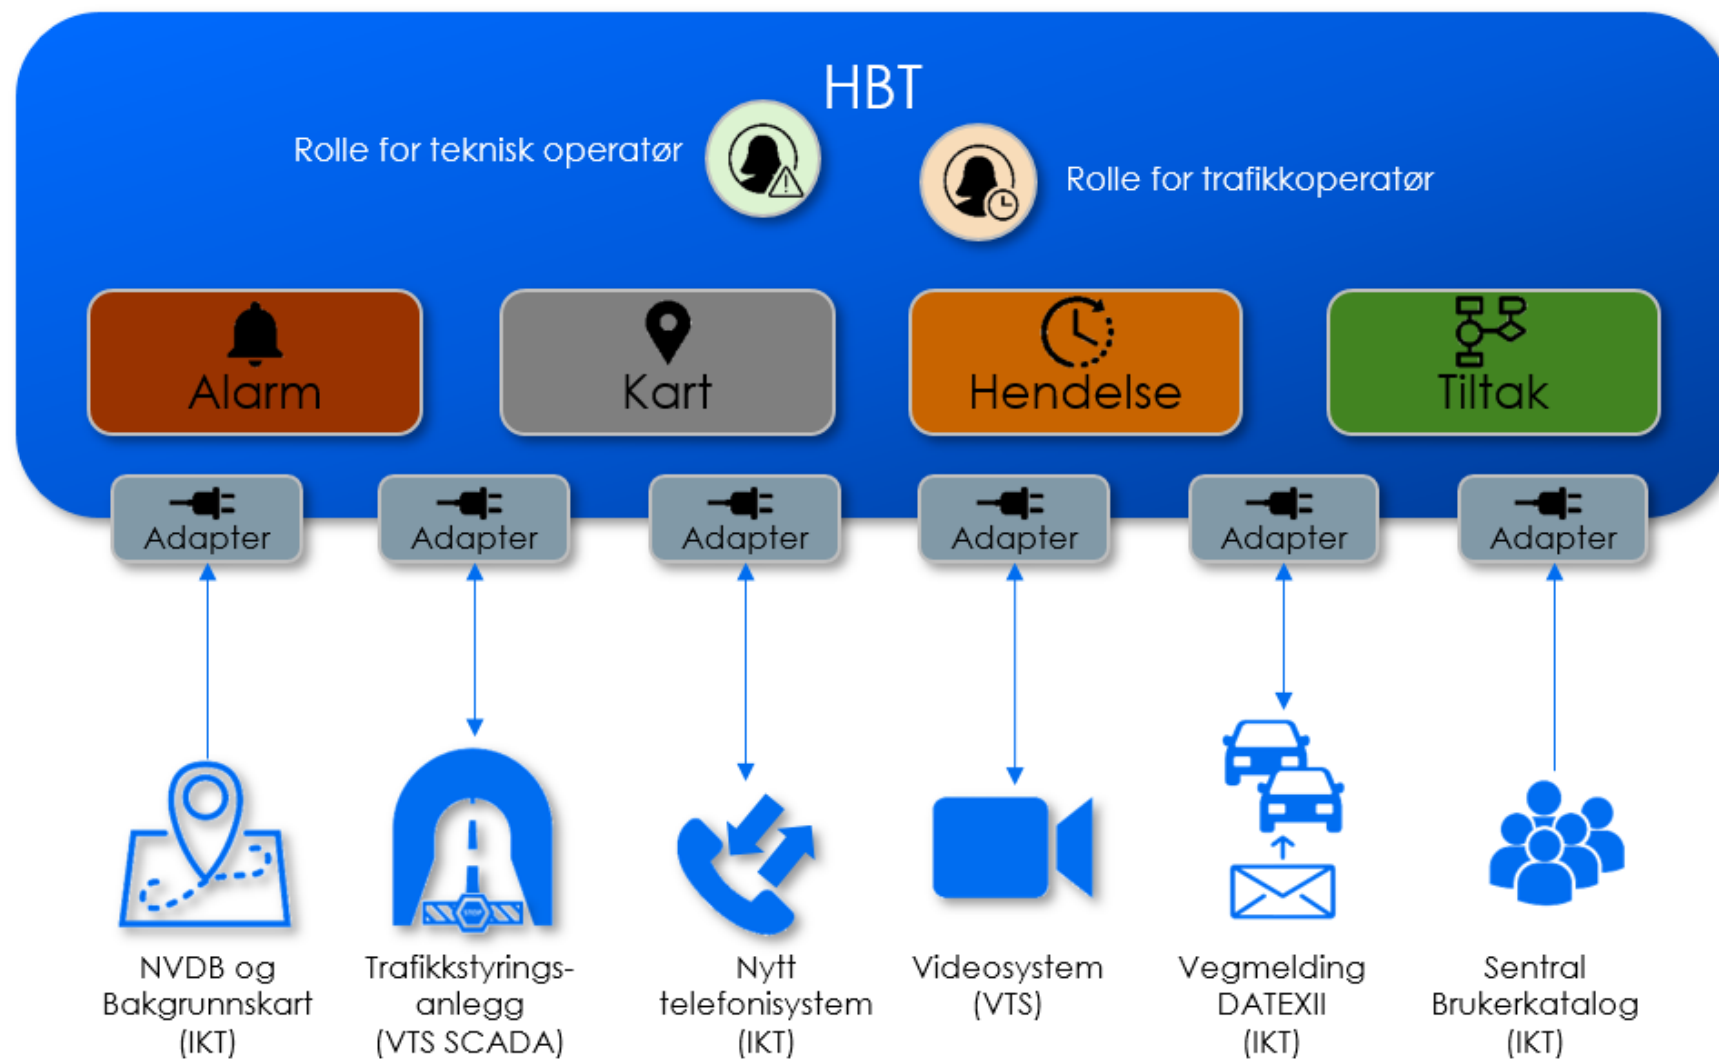 HBT
Rolle for teknisk operatør
Rolle for trafikkoperatør
Alarm
Kart
Hendelse
Tiltak
Adapter
Adapter
Adapter
Adapter
Adapter
Adapter
STOP
NVDB og
Bakgrunnskart
(IKT)
Trafikkstyrings-
anlegg
(VTS SCADA)
Nytt
telefonisystem
(IKT)
Videosystem
(VTS)
Vegmelding
DATEXII
(IKT)
Sentral
Brukerkatalog
(IKT)